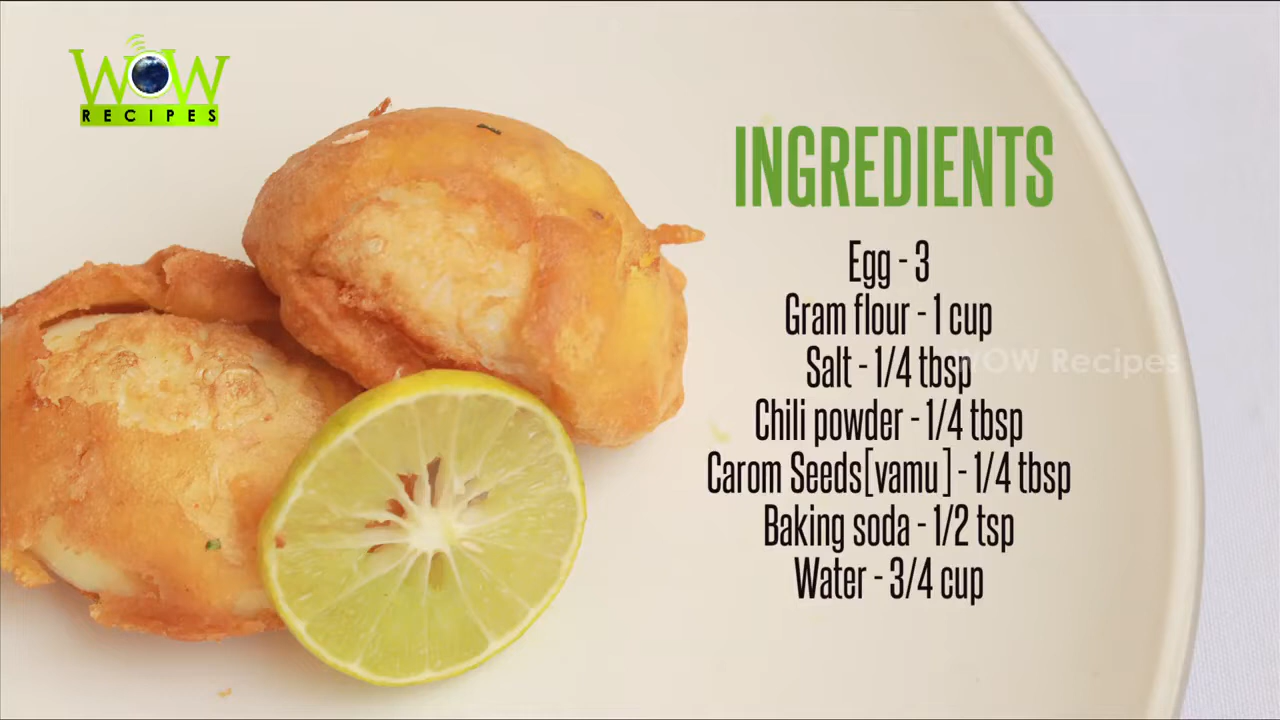 WOW
RECIPES
INGREDIENTS
Egg - 3
Gram flour - 1 cup
Salt - 1/4 tbsp
WOW Recipes
Chili powder - 1/4 tbsp
Carom Seeds[vamu] - 1/4 tbsp
Baking soda - 1/2 tsp
Water - 3/4 cup